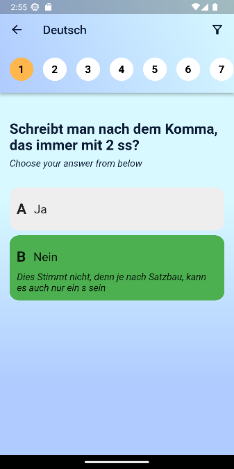 2:55
Deutsch
1 2 3 4 5 6 7
Schreibt man nach dem Komma,
das immer mit 2 ss?
Choose your answer from below
A Ja
B Nein
Dies Stimmt nicht, denn je nach Satzbau, kann
es auch nur ein s sein